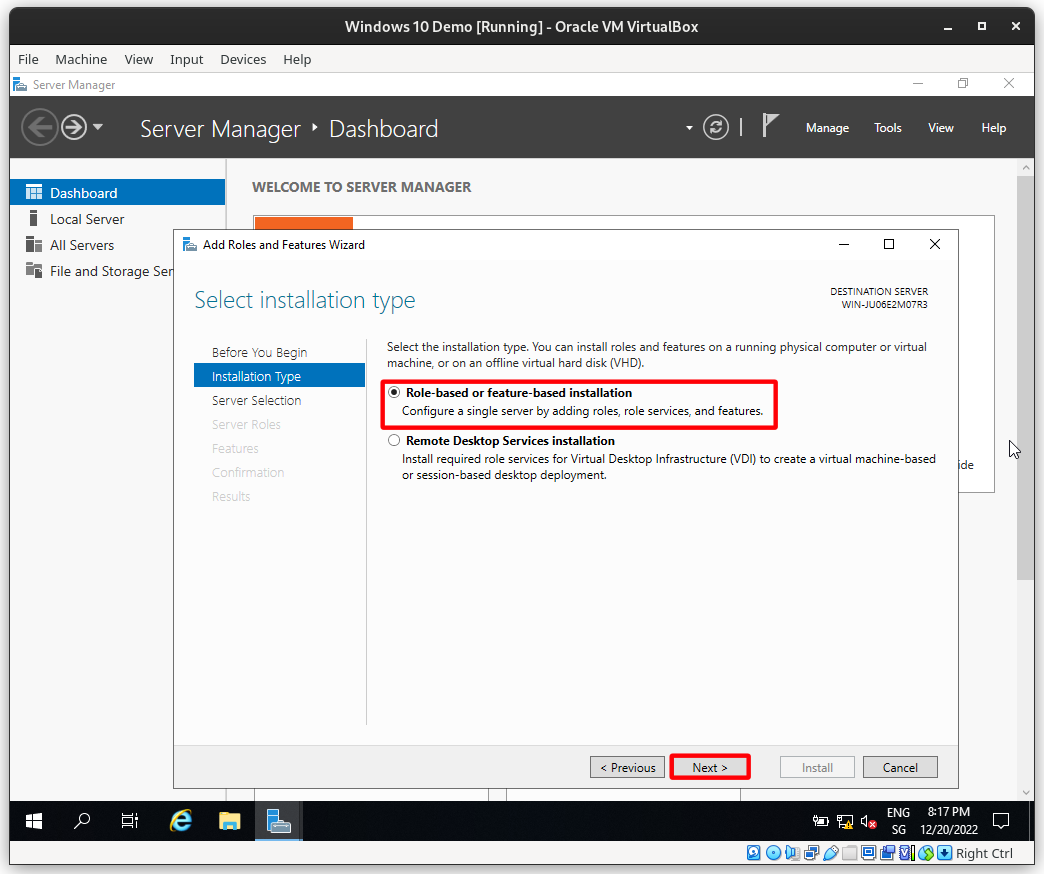 Windows 10 Demo [Running] - Oracle VM VirtualBox
File Machine View Input Devices Help
Server Manager
Server Manager ‣ Dashboard
Manage Tools View Help
Dashboard
Local Server
All Servers
File and Storage Ser
WELCOME TO SERVER MANAGER
Add Roles and Features Wizard
Select installation type
DESTINATION SERVER
WIN-JU06E2M07R3
Before You Begin
Installation Type
Server Selection
Server Roles
Features
Confirmation
Results
Select the installation type. You can install roles and features on a running physical computer or virtual
machine, or on an offline virtual hard disk (VHD).
Role-based or feature-based installation
Configure a single server by adding roles, role services, and features.
Remote Desktop Services installation
Install required role services for Virtual Desktop Infrastructure (VDI) to create a virtual machine-based
or session-based desktop deployment.
ide
< Previous Next > Install Cancel
ENG
SG
8:17 PM
12/20/2022
Right Ctrl